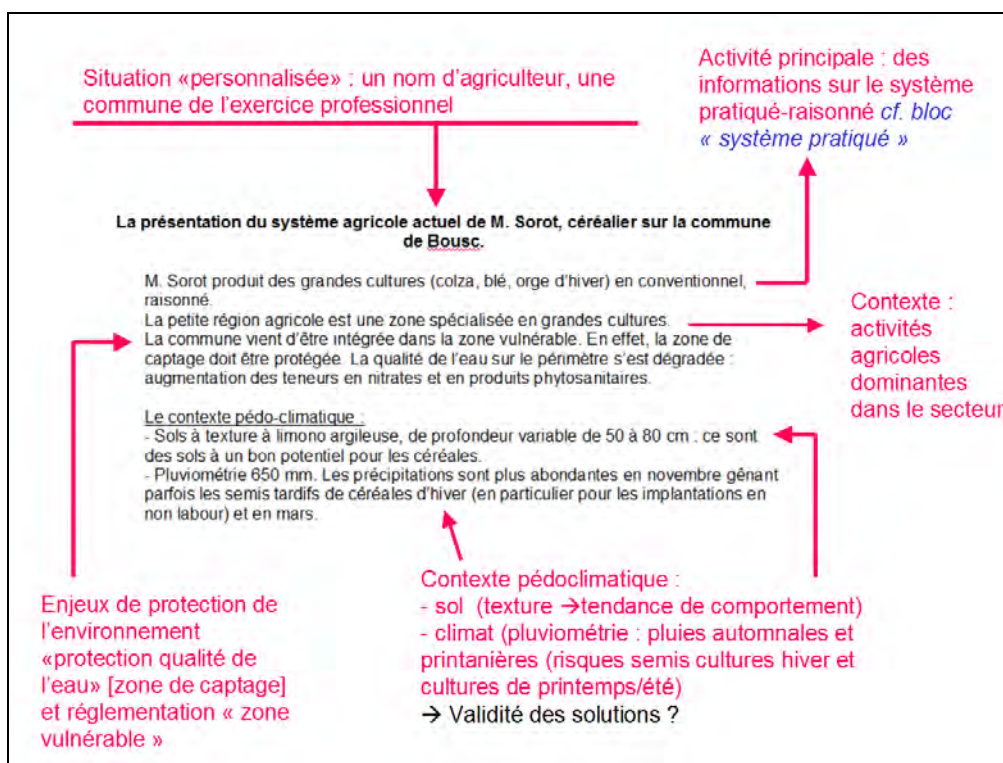 Situation «personnalisée» : un nom d'agriculteur, une
commune de l'exercice professionnel
Activité principale : des
informations sur le système
pratiqué-raisonné cf. bloc
« système pratiqué »
La présentation du système agricole actuel de M. Sorot, céréalier sur la commune
de Bousc.
M. Sorot produit des grandes cultures (colza, blé, orge d'hiver) en conventionnel,
raisonné.
La petite région agricole est une zone spécialisée en grandes cultures.
La commune vient d'être intégrée dans la zone vulnérable. En effet, la zone de
captage doit être protégée. La qualité de l'eau sur le périmètre s'est dégradée :
augmentation des teneurs en nitrates et en produits phytosanitaires.
Contexte :
activités
agricoles
dominantes
dans le secteur
Le contexte pédo-climatique :
- Sols à texture à limono argileuse, de profondeur variable de 50 à 80 cm : ce sont
des sols à un bon potentiel pour les céréales.
- Pluviométrie 650 mm. Les précipitations sont plus abondantes en novembre gênant
parfois les semis tardifs de céréales d'hiver (en particulier pour les implantations en
non labour) et en mars.
Enjeux de protection de
l'environnement
«protection qualité de
l'eau» [zone de captage]
et réglementation « zone
vulnérable »
Contexte pédoclimatique :
- sol (texture →tendance de comportement)
- climat (pluviométrie : pluies automnales et
printanières (risques semis cultures hiver et
cultures de printemps/été)
→ Validité des solutions ?